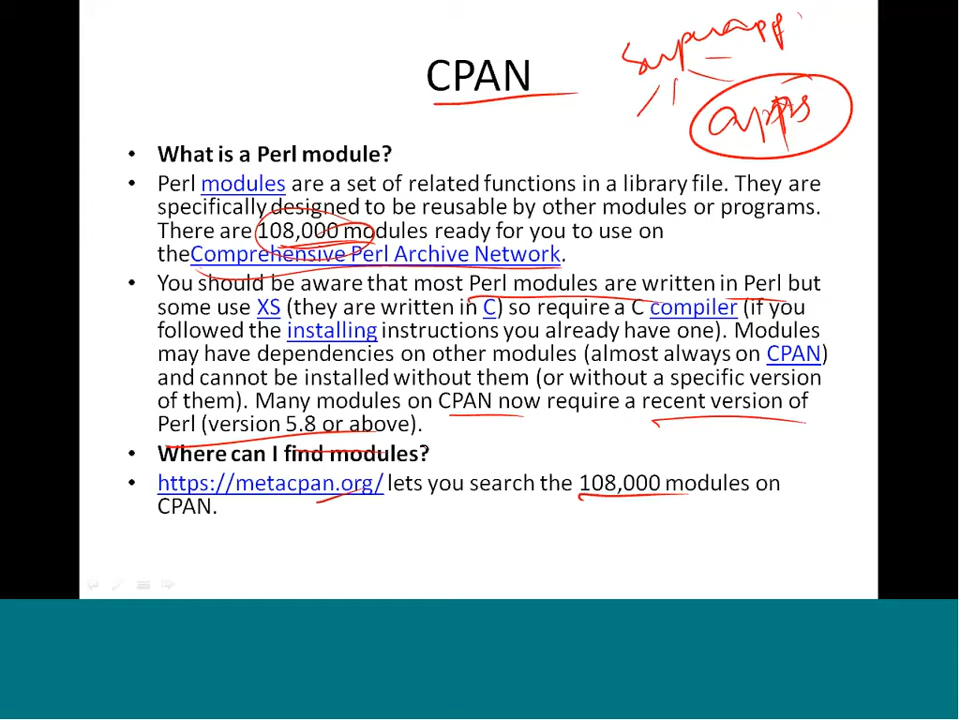 Superapp
apps
CPAN
• What is a Perl module?
• Perl modules are a set of related functions in a library file. They are
specifically designed to be reusable by other modules or programs.
There are 108,000 modules ready for you to use on
theComprehensive Perl Archive Network.
• You should be aware that most Perl modules are written in Perl but
some use XS (they are written in C) so require a C compiler (if you
followed the installing instructions you already have one). Modules
may have dependencies on other modules (almost always on CPAN)
and cannot be installed without them (or without a specific version
of them). Many modules on CPAN now require a recent version of
Perl (version 5.8 or above).
• Where can I find modules?
• https://metacpan.org/ lets you search the 108,000 modules on
CPAN.